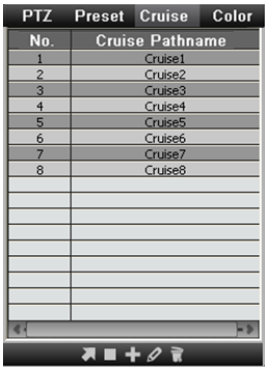 PTZ Preset Cruise Color
No. Cruise Pathname
1 Cruise1
2 Cruise2
3 Cruise3
4 Cruise4
5 Cruise5
6 Cruise6
7 Cruise7
8 Cruise8